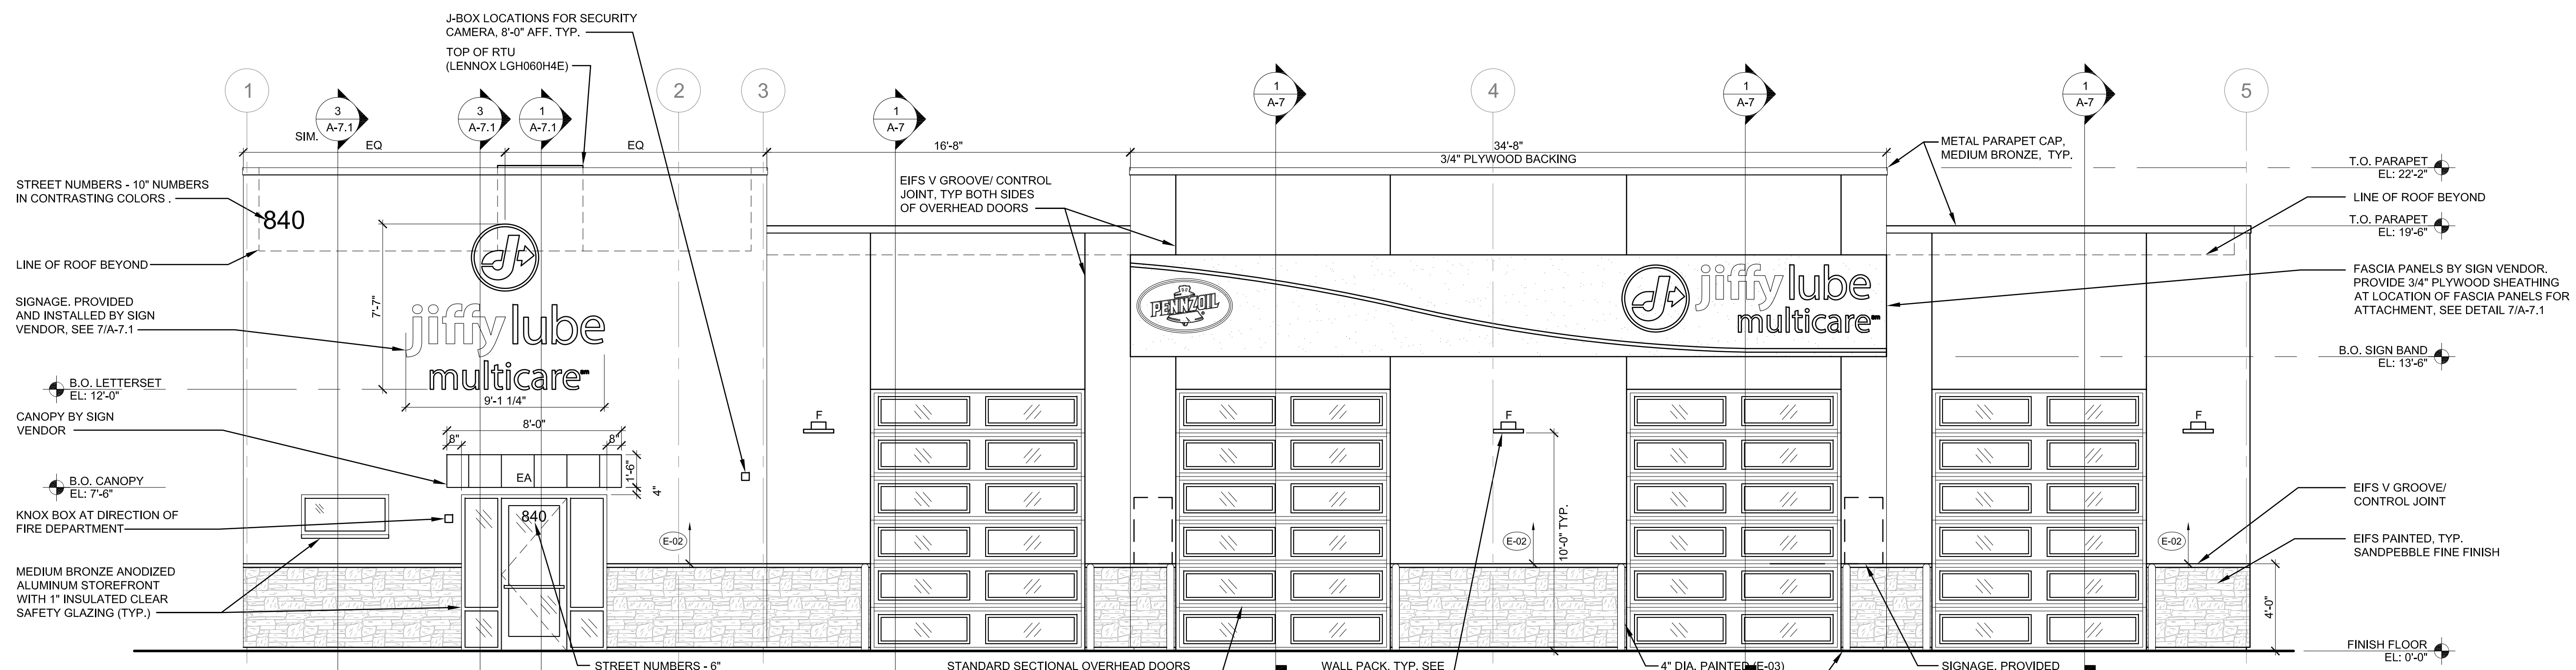 J-BOX LOCATIONS FOR SECURITY
CAMERA, 8'-0" AFF. TYP.
TOP OF RTU
(LENNOX LGH060H4E)
1
2
3
4
5
3
A-7.1
SIM.
3
A-7.1
1
A-7.1
1
A-7
1
A-7
1
A-7
1
A-7
EQ
EQ
16'-8"
34'-8"
3/4" PLYWOOD BACKING
METAL PARAPET CAP,
MEDIUM BRONZE, TYP.
T.O. PARAPET
EL: 22'-2"
LINE OF ROOF BEYOND
T.O. PARAPET
EL: 19'-6"
FASCIA PANELS BY SIGN VENDOR.
PROVIDE 3/4" PLYWOOD SHEATHING
AT LOCATION OF FASCIA PANELS FOR
ATTACHMENT, SEE DETAIL 7/A-7.1
B.O. SIGN BAND
EL: 13'-6"
STREET NUMBERS - 10" NUMBERS
IN CONTRASTING COLORS .
840
LINE OF ROOF BEYOND
SIGNAGE. PROVIDED
AND INSTALLED BY SIGN
VENDOR, SEE 7/A-7.1
7'-7"
J
jiffy lube
multicare sm
9'-1 1/4"
B.O. LETTERSET
EL: 12'-0"
CANOPY BY SIGN
VENDOR
8'-0"
8"
8"
EA
1'-6"
4"
B.O. CANOPY
EL: 7'-6"
KNOX BOX AT DIRECTION OF
FIRE DEPARTMENT
840
MEDIUM BRONZE ANODIZED
ALUMINUM STOREFRONT
WITH 1" INSULATED CLEAR
SAFETY GLAZING (TYP.)
EIFS V GROOVE/ CONTROL
JOINT, TYP BOTH SIDES
OF OVERHEAD DOORS
PENNZOIL
J
jiffy lube
multicare sm
F
F
F
10'-0" TYP.
E-02
E-02
E-02
EIFS V GROOVE/
CONTROL JOINT
EIFS PAINTED, TYP.
SANDPEBBLE FINE FINISH
4'-0"
FINISH FLOOR
EL: 0'-0"
STREET NUMBERS - 6"
STANDARD SECTIONAL OVERHEAD DOORS
WALL PACK, TYP. SEE
4" DIA. PAINTED (E-03)
SIGNAGE. PROVIDED